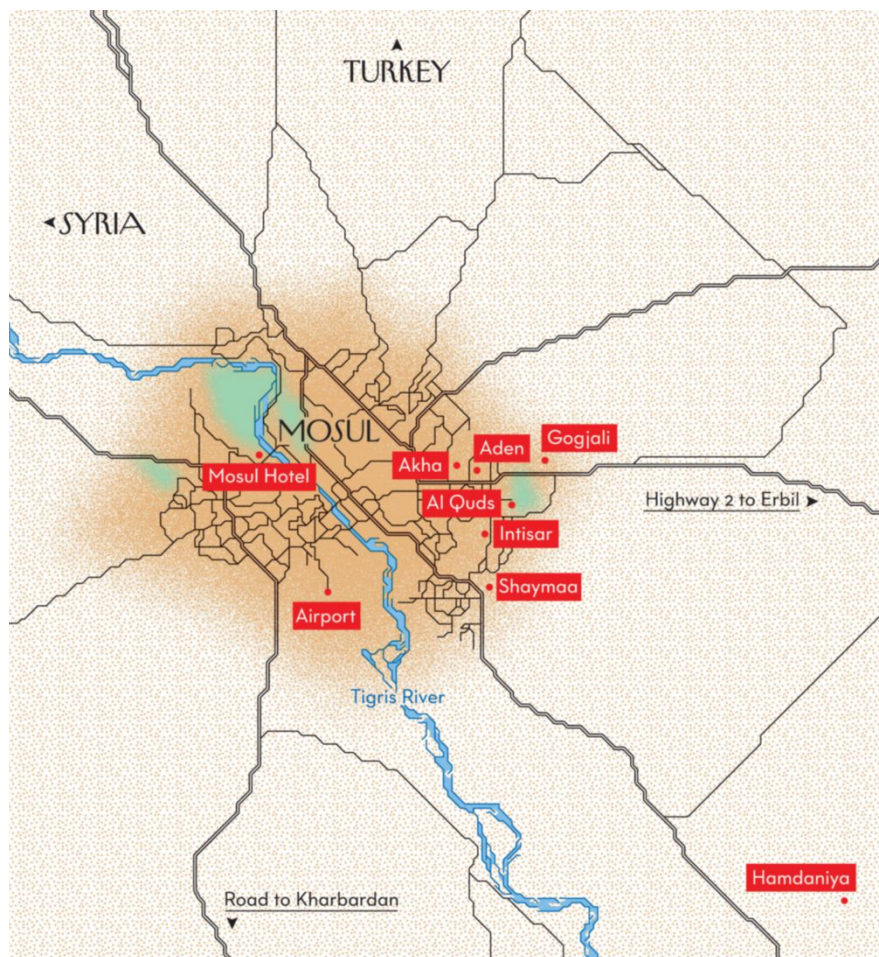 TURKEY
SYRIA
MOSUL
Gogjali
Aden
Akha
Mosul Hotel
Al Quds
Highway 2 to Erbil
Intisar
Shaymaa
Airport
Tigris River
Hamdaniya
Road to Kharbardan